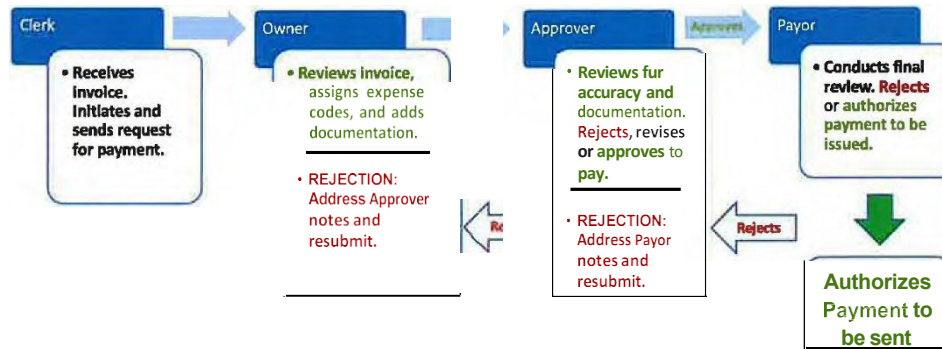 Clerk
• Receives
invoice.
Initiates and
sends request
for payment.
Owner
• Reviews invoice,
assigns expense
codes, and adds
documentation.
• REJECTION:
Address Approver
notes and
resubmit.
Approver
• Reviews fur
accuracy and
documentation.
Rejects, revises
or approves to
pay.
• REJECTION:
Address Payor
notes and
resubmit.
Approves
Rejects
Payor
• Conducts final
review. Rejects
or authorizes
payment to be
issued.
Authorizes
Payment to
be sent